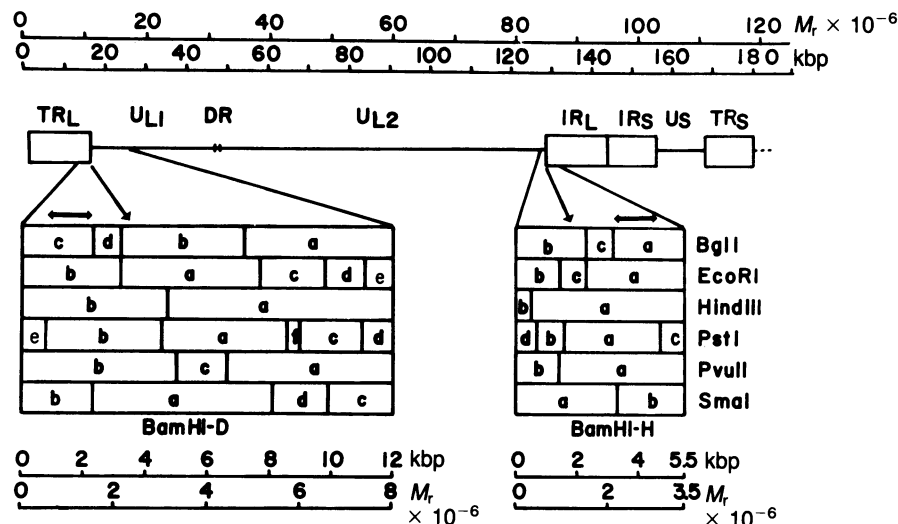 0 20 40 60 80 100 120 Mr × 10⁻⁶
0 20 40 60 80 100 120 140 160 180 kbp
TRL UL1 DR UL2 IRL IRS US TRS
c d b a b c a BglI
b a c d e b c a EcoRI
b a b a HindIII
e b a f c d d b a c PstI
b c a b a PvuII
b a d c a b SmaI
BamHI-D BamHI-H
0 2 4 6 8 10 12 kbp 0 2 4 5.5 kbp
0 2 4 6 8 Mr × 10⁻⁶ 0 2 3.5 Mr × 10⁻⁶